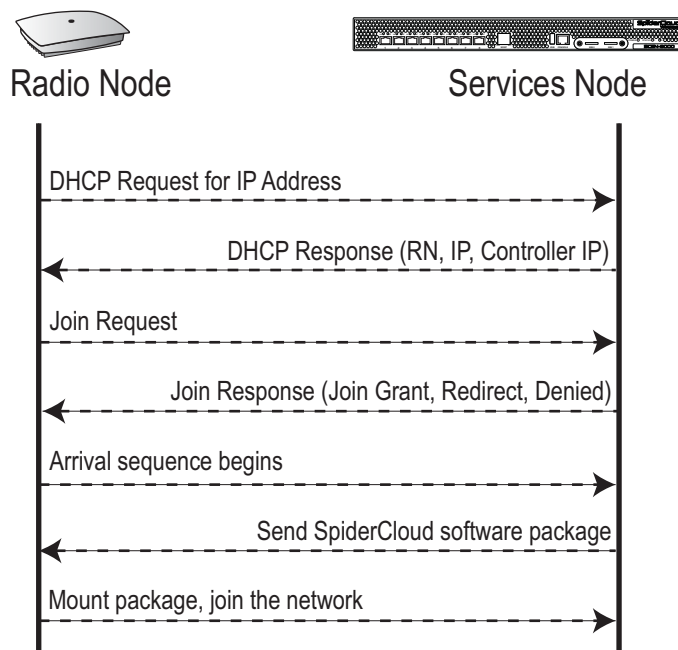 SpiderCloud
Radio Node
Services Node
DHCP Request for IP Address
DHCP Response (RN, IP, Controller IP)
Join Request
Join Response (Join Grant, Redirect, Denied)
Arrival sequence begins
Send SpiderCloud software package
Mount package, join the network